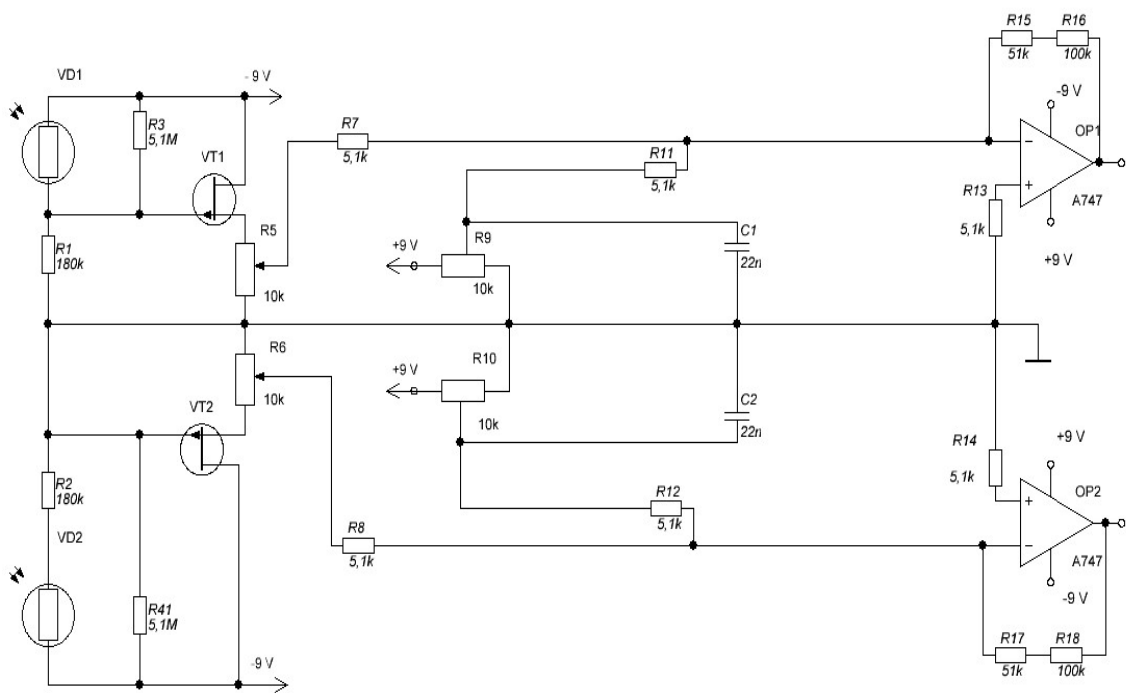 R15 R16
51k 100k
VD1
- 9 V
-9 V
OP1
R3
5,1M
R7
5,1k
VT1
R11
5,1k
R13
5,1k
A747
R5
R1
180k
+9 V
R9
C1
22n
+9 V
10k
10k
R6
R10
+9 V
10k
10k
C2
22n
VT2
R14
5,1k
+9 V
R2
180k
R12
5,1k
OP2
VD2
R8
5,1k
A747
-9 V
R41
5,1M
R17 R18
51k 100k
-9 V